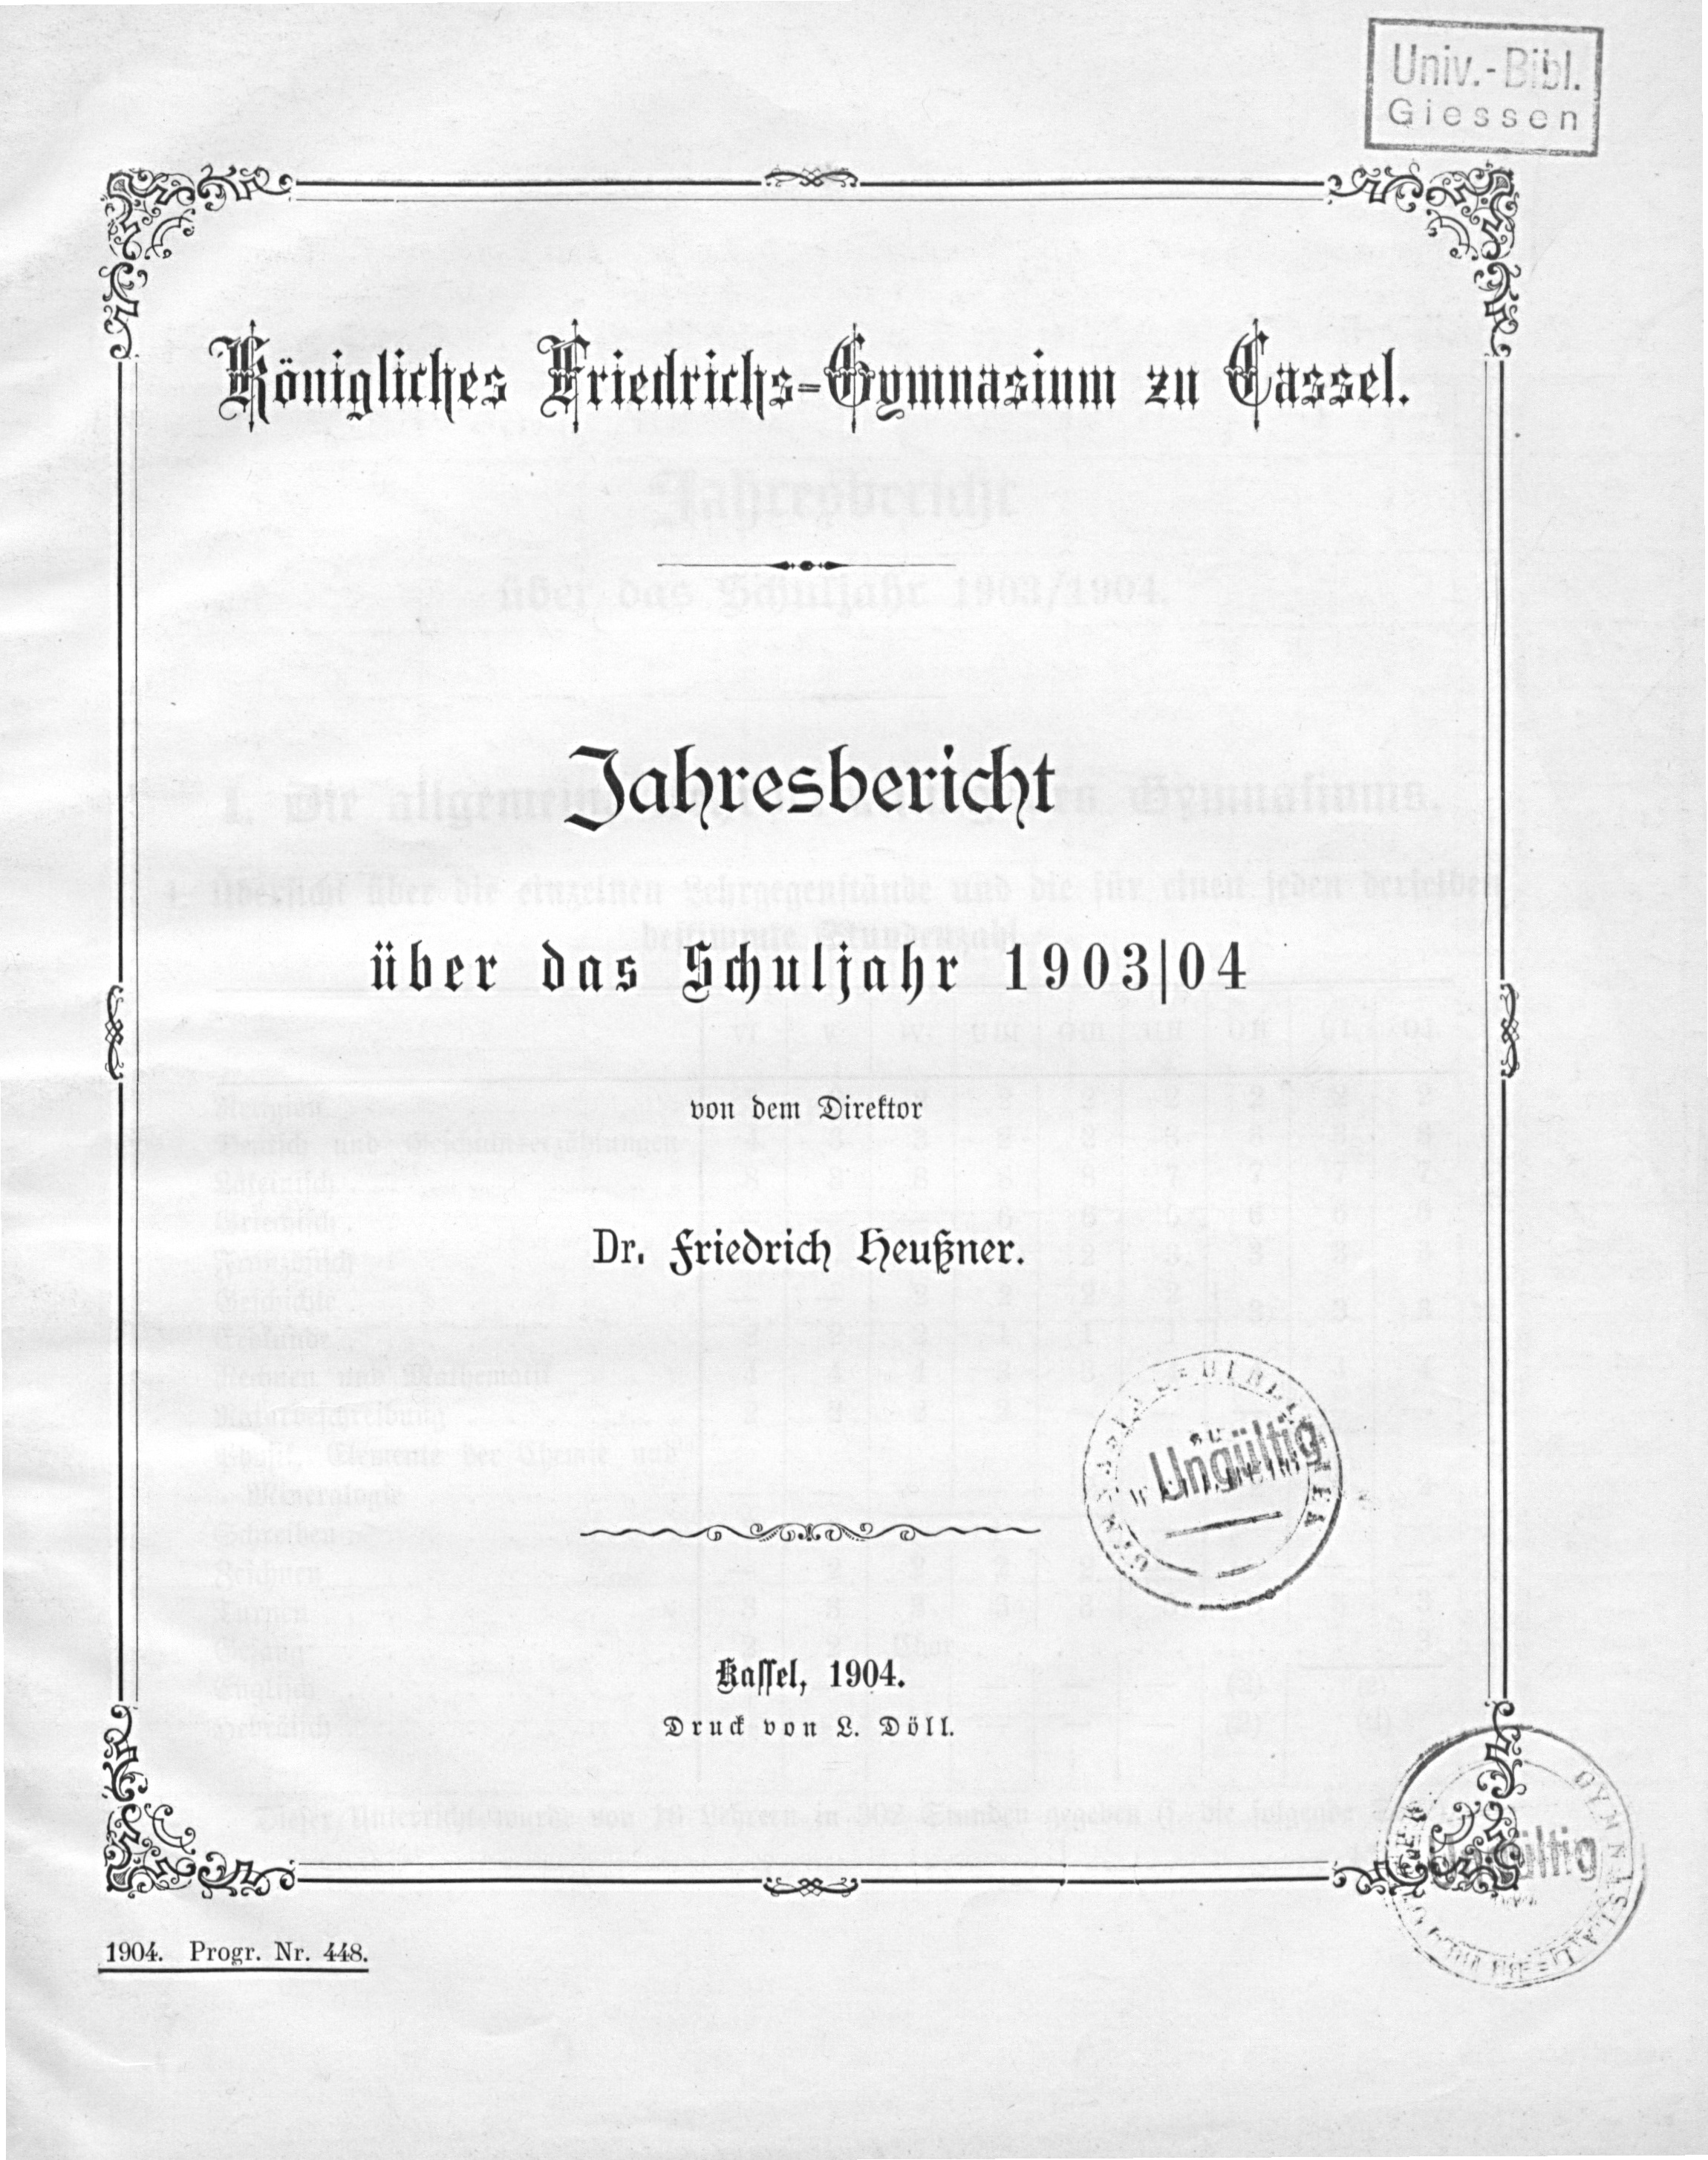 Univ.-Bibl.
Giessen
Königliches Friedrichs-Gymnasium zu Cassel.
Jahresbericht
über das Schuljahr 1903|04
von dem Direktor
Dr. Friedrich Heußner.
Ungültig
Kassel, 1904.
Druck von L. Döll.
Ungültig
1904. Progr. Nr. 448.